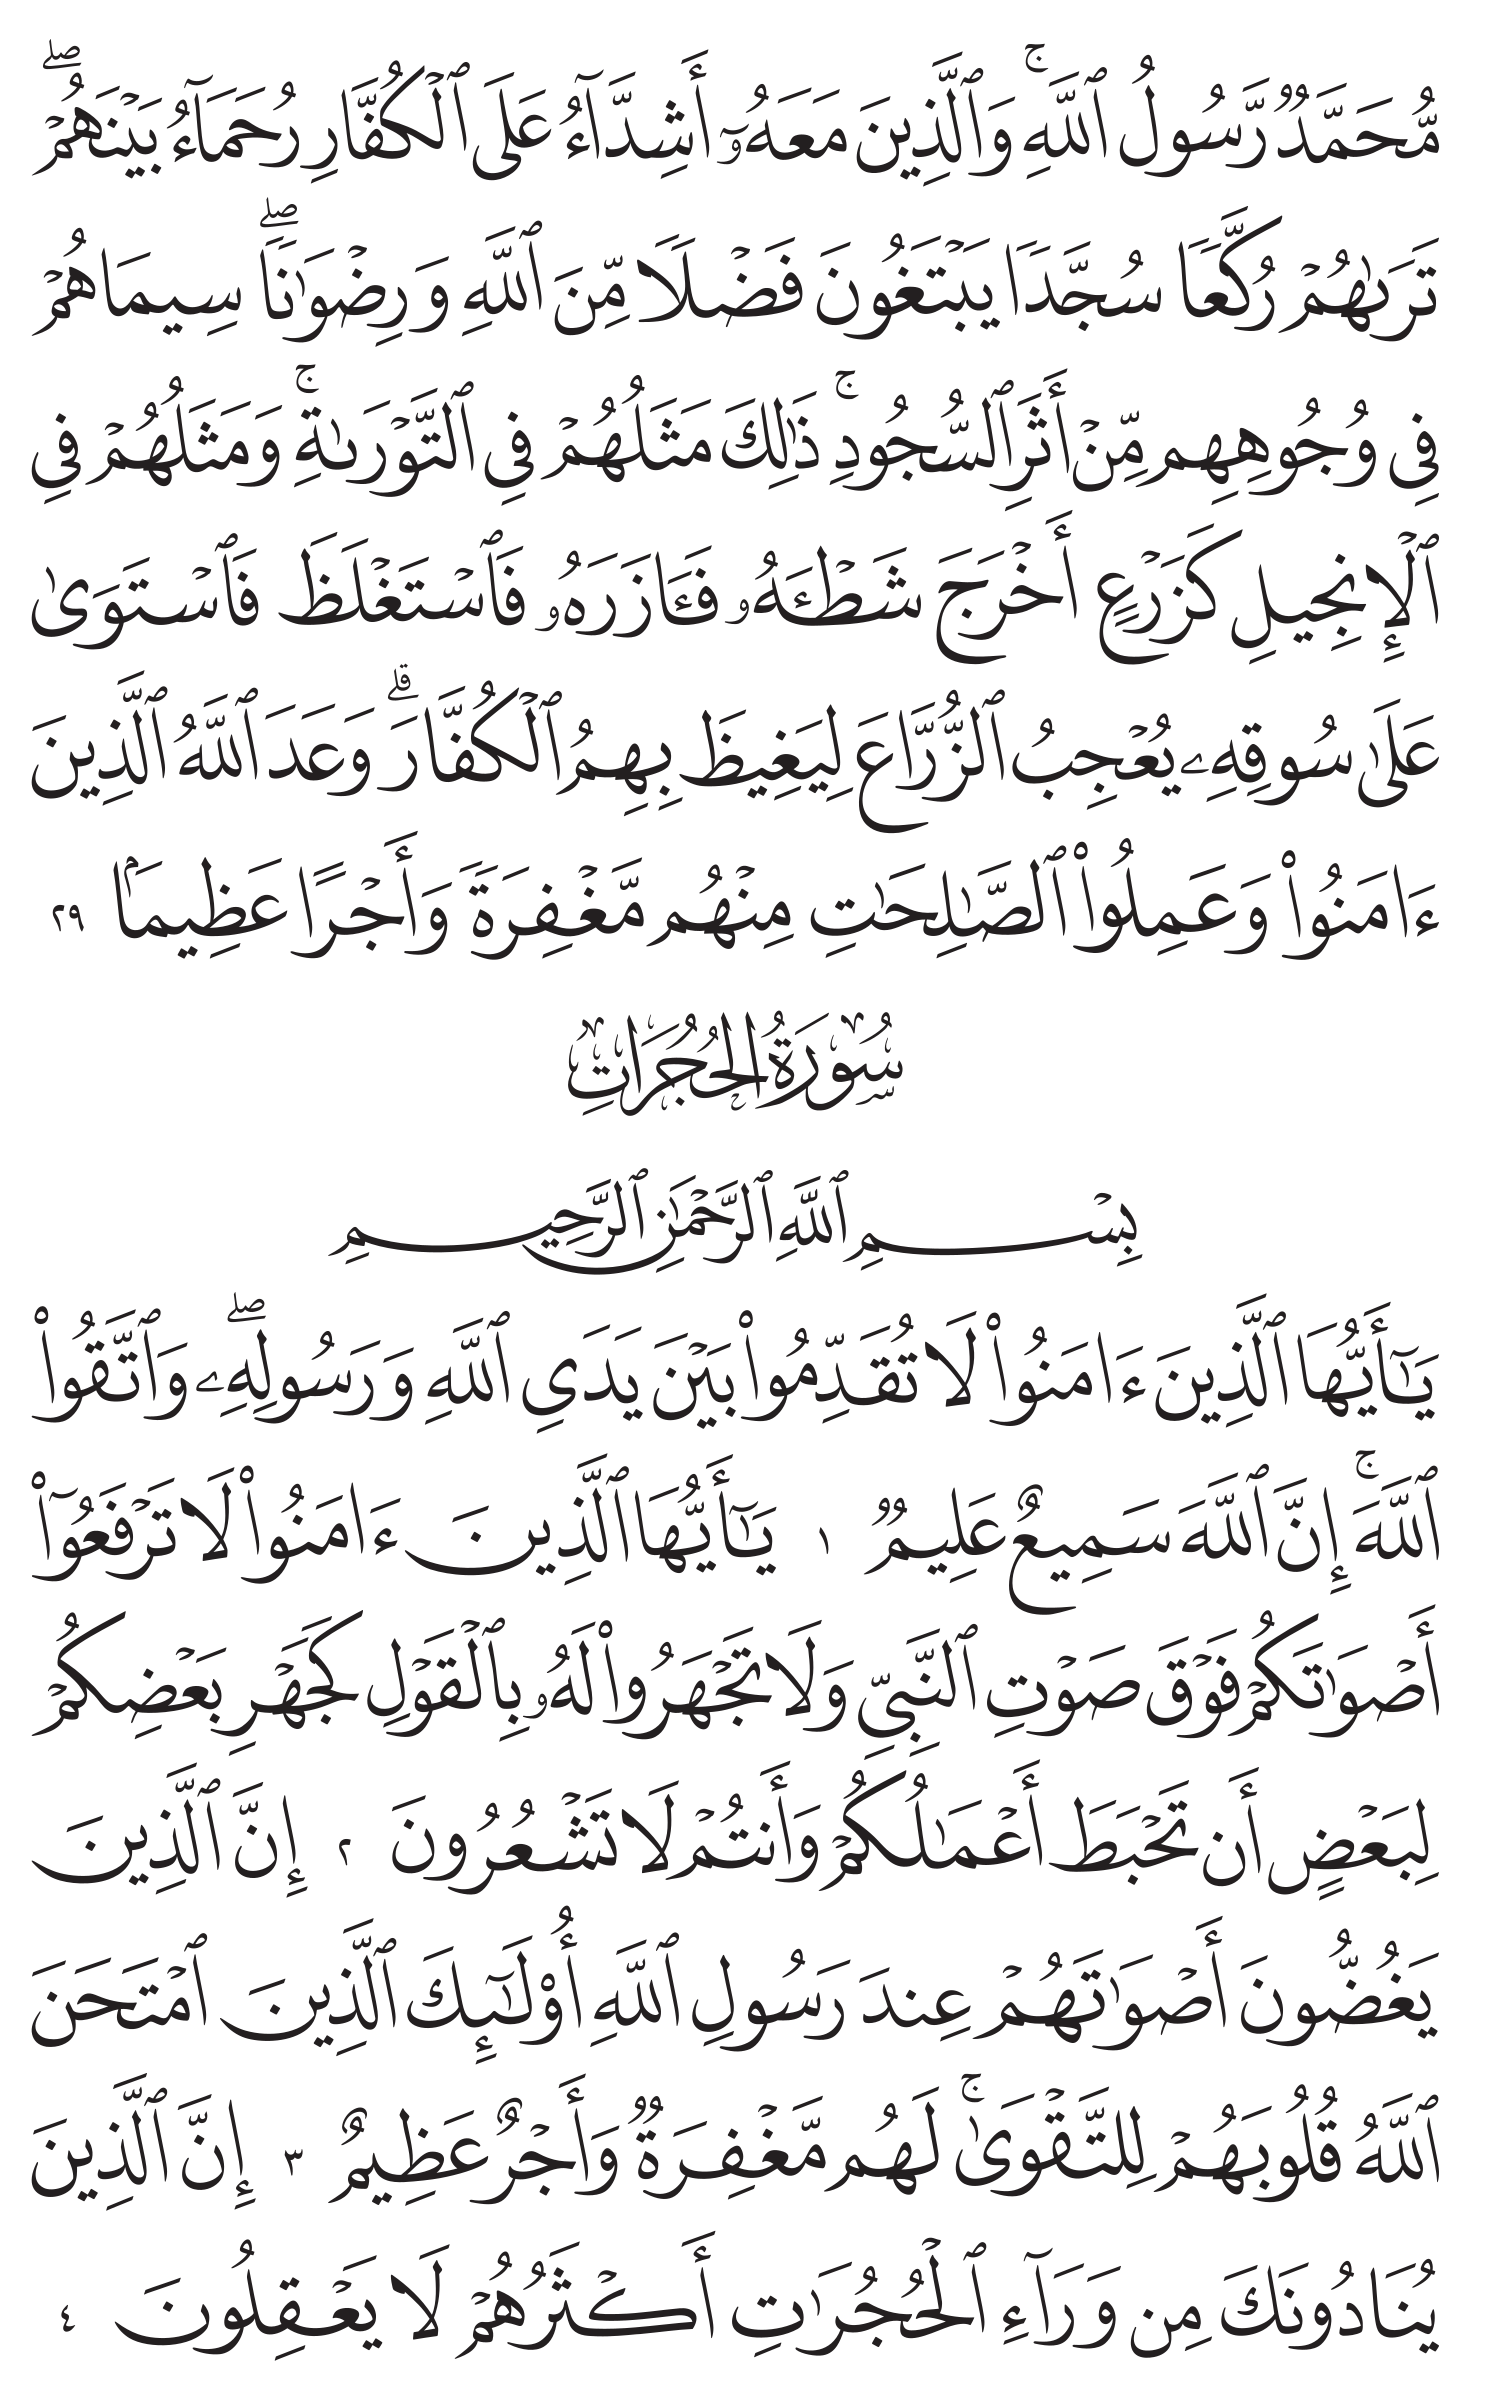 مُّحَمَّدٌ رَّسُولُ ٱللَّهِۚ وَٱلَّذِينَ مَعَهُۥٓ أَشِدَّآءُ عَلَى ٱلْكُفَّارِ رُحَمَآءُ بَيْنَهُمْۖ
تَرَىٰهُمْ رُكَّعًا سُجَّدًا يَبْتَغُونَ فَضْلًا مِّنَ ٱللَّهِ وَرِضْوَٰنًاۖ سِيمَاهُمْ
فِى وُجُوهِهِم مِّنْ أَثَرِ ٱلسُّجُودِۚ ذَٰلِكَ مَثَلُهُمْ فِى ٱلتَّوْرَىٰةِۚ وَمَثَلُهُمْ فِى
ٱلْإِنجِيلِ كَزَرْعٍ أَخْرَجَ شَطْـَٔهُۥ فَـَٔازَرَهُۥ فَٱسْتَغْلَظَ فَٱسْتَوَىٰ
عَلَىٰ سُوقِهِۦ يُعْجِبُ ٱلزُّرَّاعَ لِيَغِيظَ بِهِمُ ٱلْكُفَّارَۗ وَعَدَ ٱللَّهُ ٱلَّذِينَ
ءَامَنُوا۟ وَعَمِلُوا۟ ٱلصَّـٰلِحَـٰتِ مِنْهُم مَّغْفِرَةً وَأَجْرًا عَظِيمًۢا ٢٩
سُورَةُ الحُجُرَاتِ
بِسْمِ ٱللَّهِ ٱلرَّحْمَـٰنِ ٱلرَّحِيمِ
يَـٰٓأَيُّهَا ٱلَّذِينَ ءَامَنُوا۟ لَا تُقَدِّمُوا۟ بَيْنَ يَدَىِ ٱللَّهِ وَرَسُولِهِۦۖ وَٱتَّقُوا۟
ٱللَّهَۚ إِنَّ ٱللَّهَ سَمِيعٌ عَلِيمٌ ١ يَـٰٓأَيُّهَا ٱلَّذِينَ ءَامَنُوا۟ لَا تَرْفَعُوٓا۟
أَصْوَٰتَكُمْ فَوْقَ صَوْتِ ٱلنَّبِىِّ وَلَا تَجْهَرُوا۟ لَهُۥ بِٱلْقَوْلِ كَجَهْرِ بَعْضِكُمْ
لِبَعْضٍ أَن تَحْبَطَ أَعْمَـٰلُكُمْ وَأَنتُمْ لَا تَشْعُرُونَ ٢ إِنَّ ٱلَّذِينَ
يَغُضُّونَ أَصْوَٰتَهُمْ عِندَ رَسُولِ ٱللَّهِ أُو۟لَـٰٓئِكَ ٱلَّذِينَ ٱمْتَحَنَ
ٱللَّهُ قُلُوبَهُمْ لِلتَّقْوَىٰۚ لَهُم مَّغْفِرَةٌ وَأَجْرٌ عَظِيمٌ ٣ إِنَّ ٱلَّذِينَ
يُنَادُونَكَ مِن وَرَآءِ ٱلْحُجُرَٰتِ أَكْثَرُهُمْ لَا يَعْقِلُونَ ٤